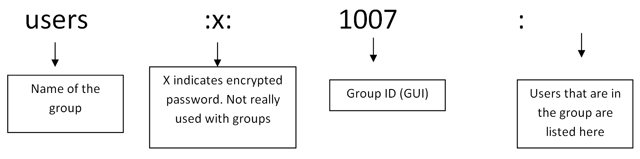 users :x: 1007 :
Name of the
group
X indicates encrypted
password. Not really
used with groups
Group ID (GUI)
Users that are in
the group are
listed here